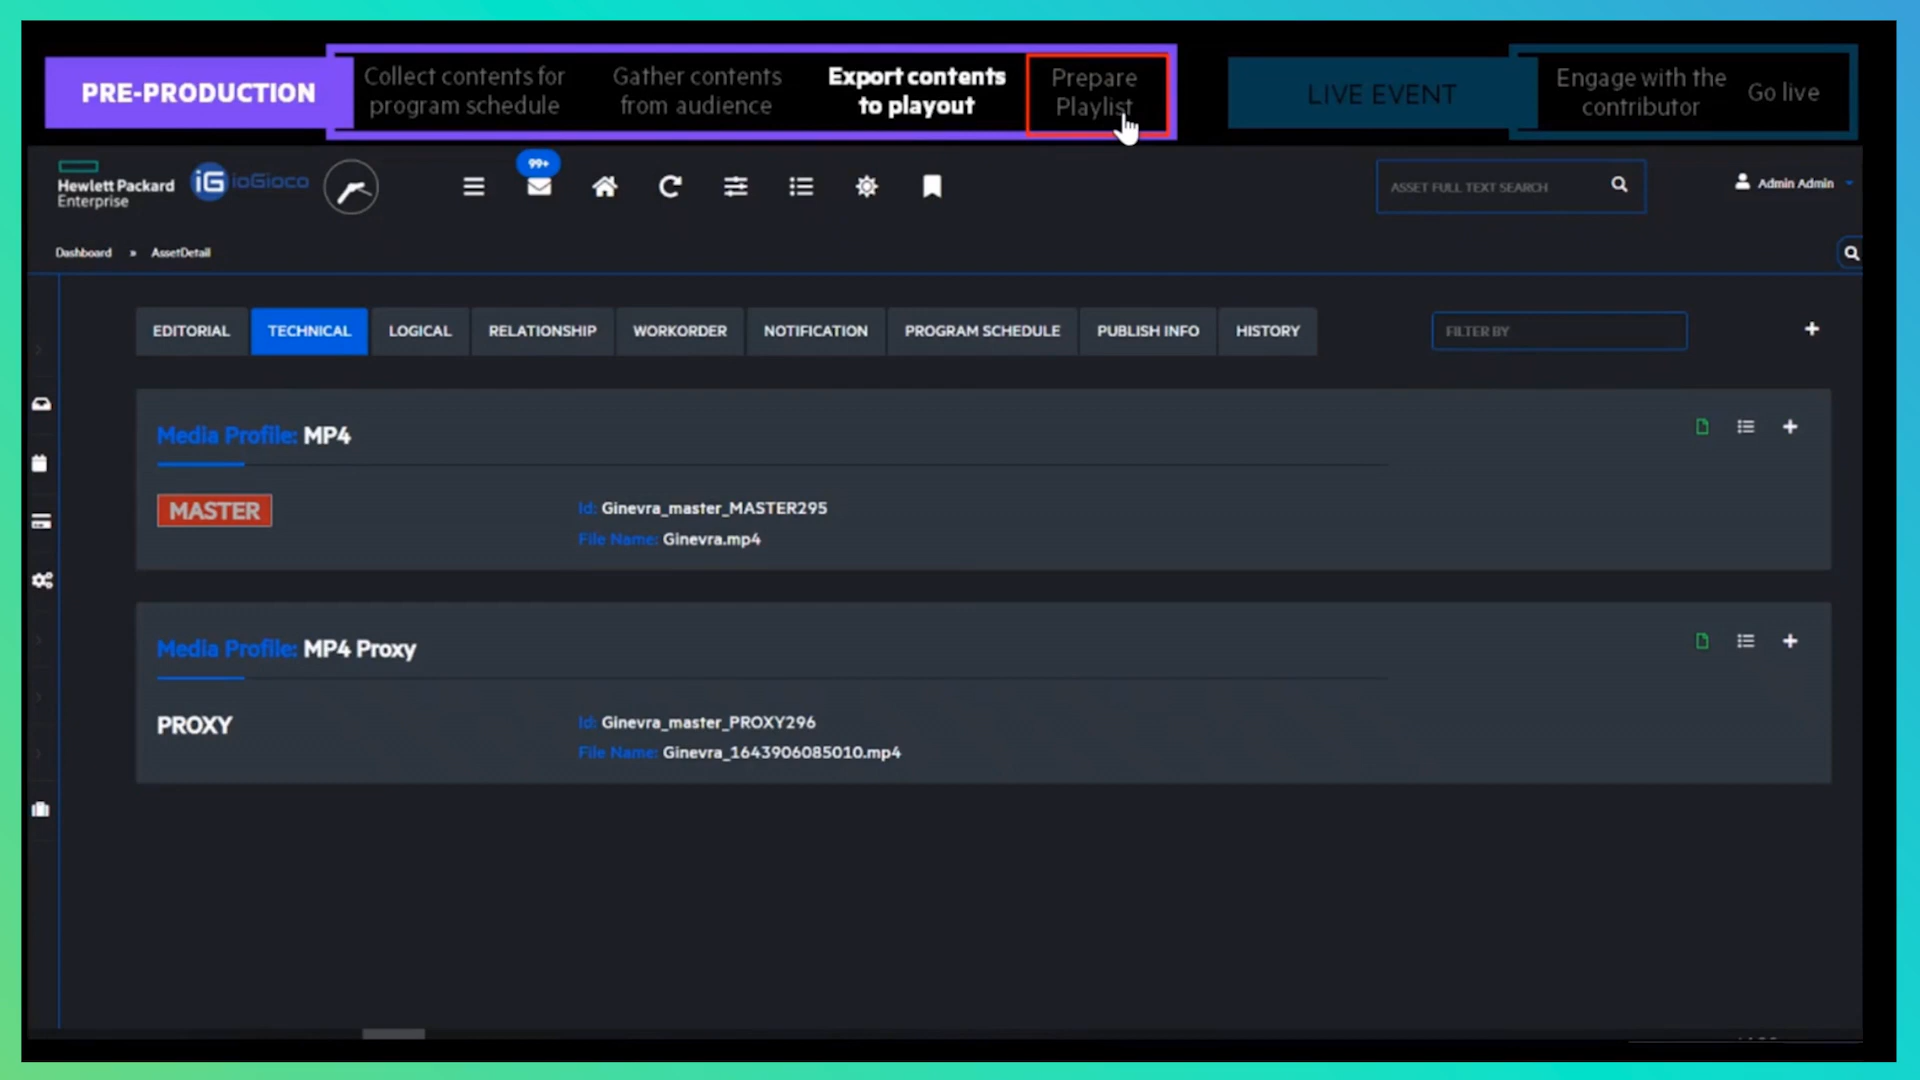 PRE-PRODUCTION
Collect contents for
program schedule
Gather contents
from audience
Export contents
to playout
Prepare
Playlist
LIVE EVENT
Engage with the
contributor
Go live
Hewlett Packard
Enterprise
iG ioGioco
99+
ASSET FULL TEXT SEARCH
Admin Admin
Dashboard » AssetDetail
EDITORIAL TECHNICAL LOGICAL RELATIONSHIP WORKORDER NOTIFICATION PROGRAM SCHEDULE PUBLISH INFO HISTORY
FILTER BY
Media Profile: MP4
MASTER
Id: Ginevra_master_MASTER295
File Name: Ginevra.mp4
Media Profile: MP4 Proxy
PROXY
Id: Ginevra_master_PROXY296
File Name: Ginevra_1643906085010.mp4